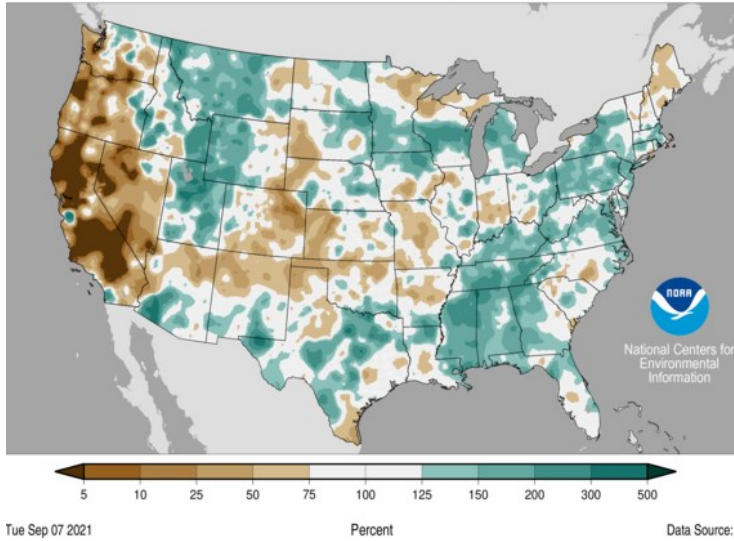 NOAA
National Centers for
Environmental
Information
5 10 25 50 75 100 125 150 200 300 500
Tue Sep 07 2021 Percent Data Source: